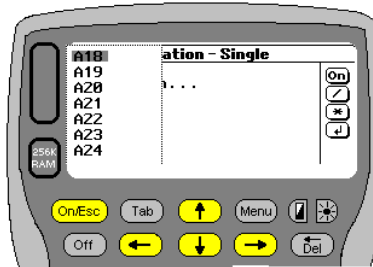 A18
ation - Single
A19
On
A20
...
/
A21
*
A22
A23
A24
256K
RAM
On/Esc
Tab
Menu
Off
Del